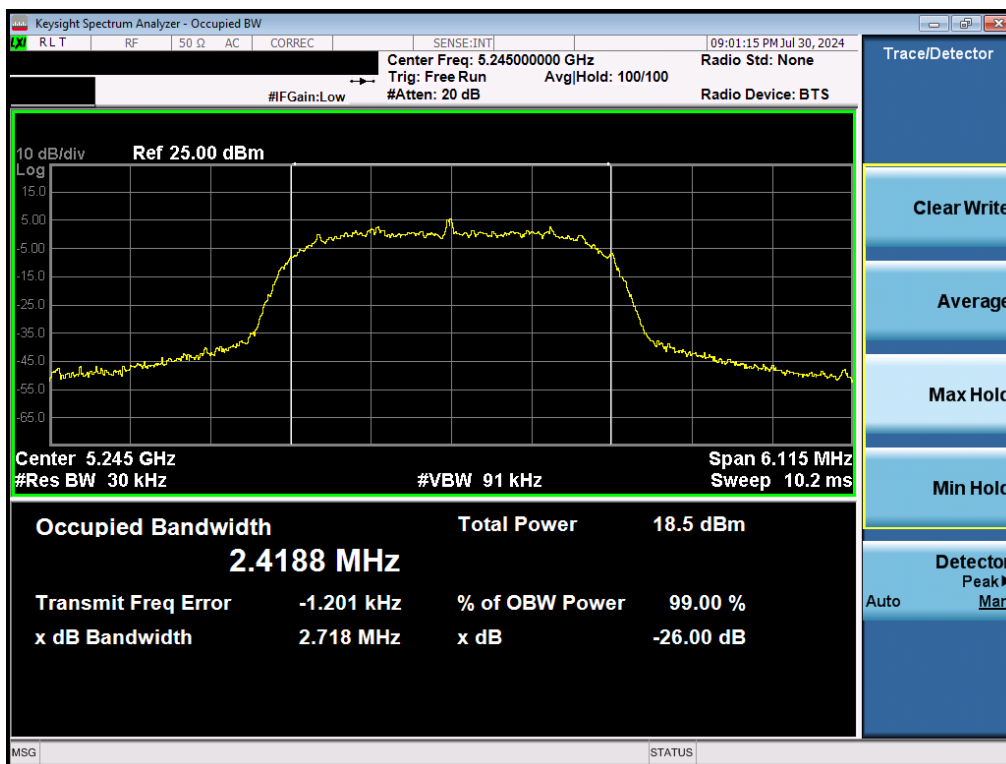 Keysight Spectrum Analyzer - Occupied BW
LXI RLT RF 50 Ω AC CORREC SENSE:INT 09:01:15 PM Jul 30, 2024
Center Freq: 5.245000000 GHz Radio Std: None
Trig: Free Run Avg|Hold: 100/100
#IFGain:Low #Atten: 20 dB Radio Device: BTS
Trace/Detector
10 dB/div Ref 25.00 dBm
Log
15.0
5.00
-5.00
-15.0
-25.0
-35.0
-45.0
-55.0
-65.0
Center 5.245 GHz Span 6.115 MHz
#Res BW 30 kHz #VBW 91 kHz Sweep 10.2 ms
Occupied Bandwidth Total Power 18.5 dBm
2.4188 MHz
Transmit Freq Error -1.201 kHz % of OBW Power 99.00 %
x dB Bandwidth 2.718 MHz x dB -26.00 dB
Clear Write
Average
Max Hold
Min Hold
Detector
Peak
Auto Man
MSG STATUS